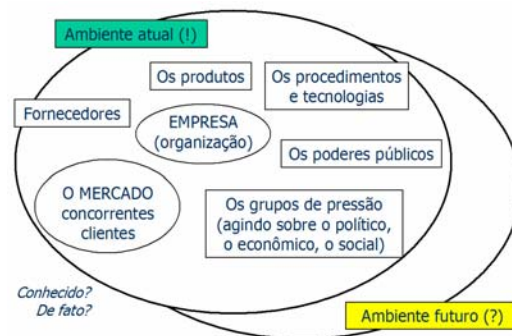 Ambiente atual (!)
Os produtos
Os procedimentos
e tecnologias
Fornecedores
EMPRESA
(organização)
Os poderes públicos
O MERCADO
concorrentes
clientes
Os grupos de pressão
(agindo sobre o político,
o econômico, o social)
Conhecido?
De fato?
Ambiente futuro (?)